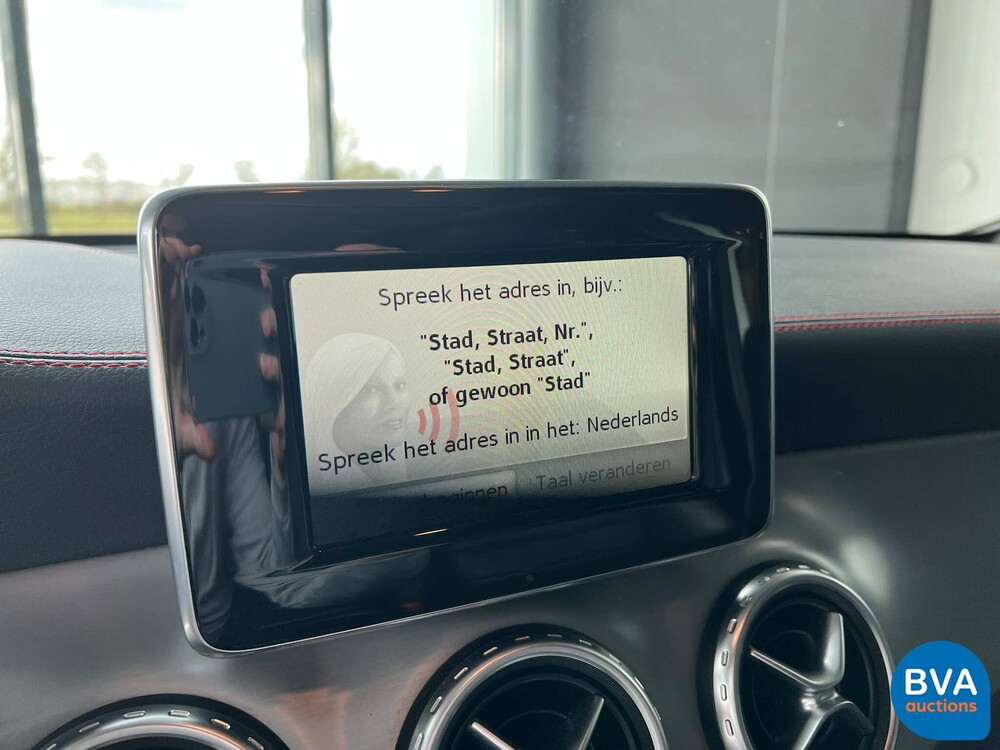 Spreek het adres in, bijv.:
"Stad, Straat, Nr.",
"Stad, Straat",
of gewoon "Stad"
Spreek het adres in in het: Nederlands
beginnen Taal veranderen
BVA
auctions